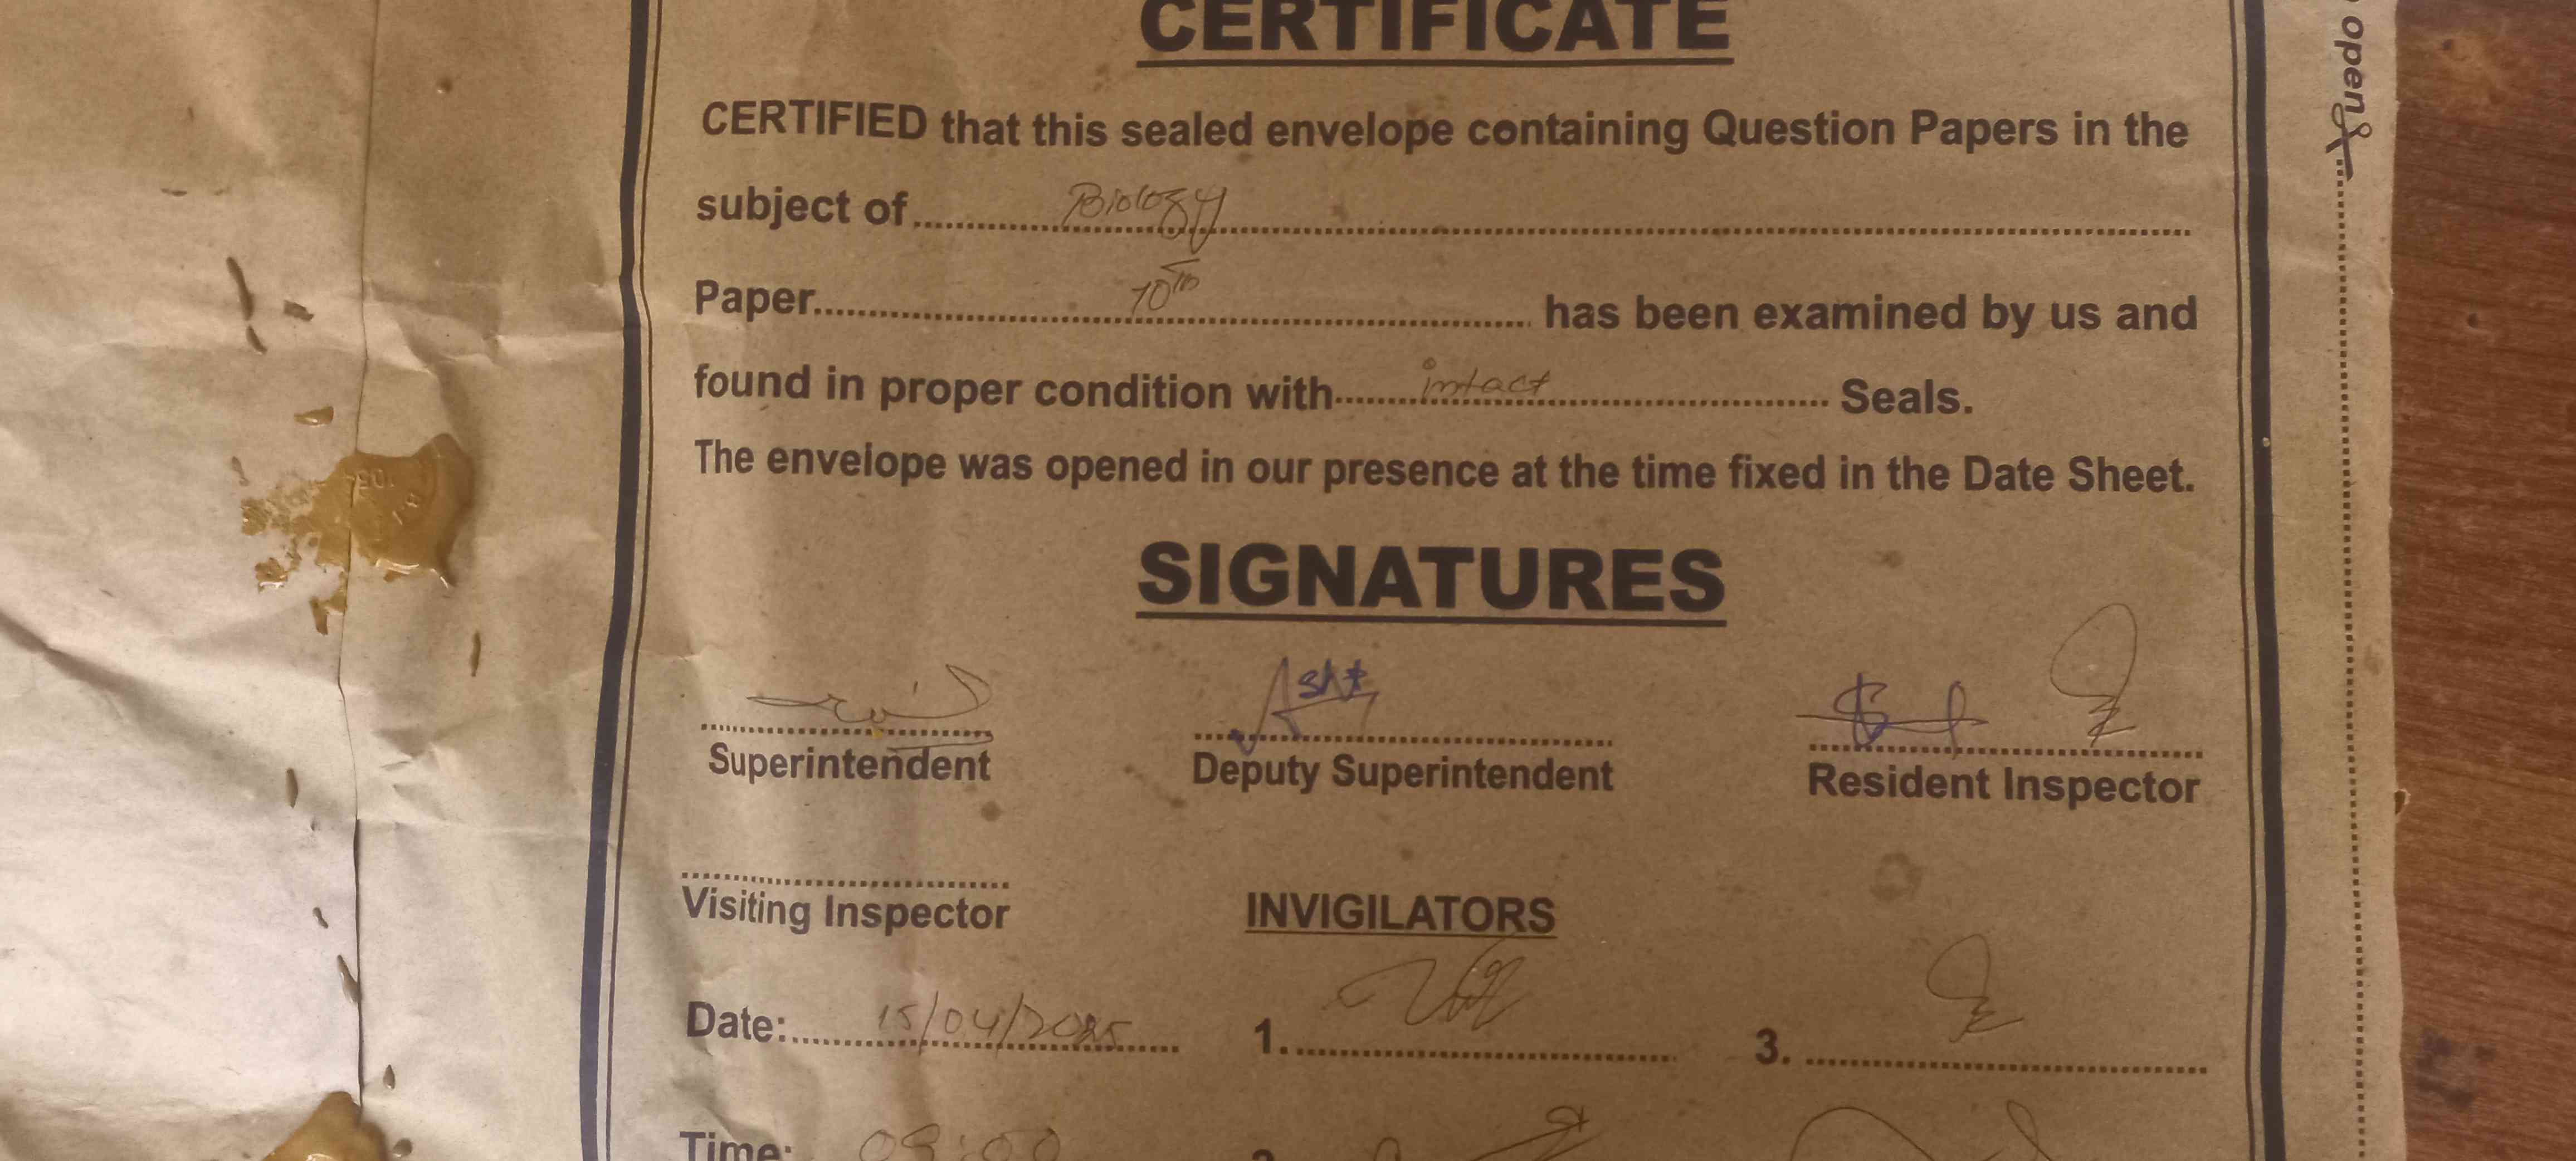 CERTIFICATE
CERTIFIED that this sealed envelope containing Question Papers in the
subject of Biology
Paper 10th has been examined by us and
found in proper condition with intact Seals.
The envelope was opened in our presence at the time fixed in the Date Sheet.
SIGNATURES
Superintendent Deputy Superintendent Resident Inspector
Visiting Inspector INVIGILATORS
Date: 15/04/2025 1. 3.
Time: 09:00 2.
open